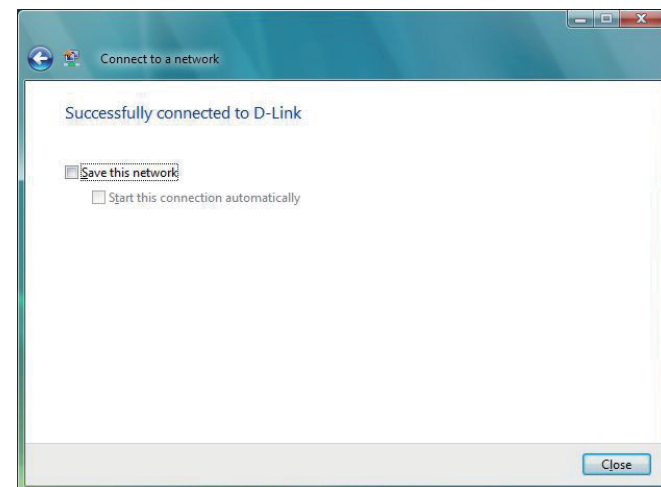 Connect to a network
Successfully connected to D-Link
Save this network
Start this connection automatically
Close